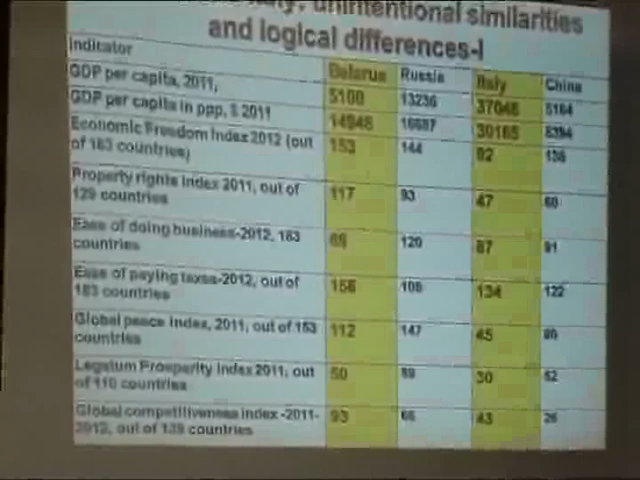 unintentional similarities
and logical differences-I
Indicator Belarus Russia Italy China
GDP per capita, 2011, 5100 13236 37046 5184
GDP per capita in ppp, $ 2011 14948 16687 30165 8394
Economic Freedom Index 2012 (out
of 183 countries) 153 144 92 138
Property rights index 2011, out of
129 countries 117 93 47 60
Ease of doing business-2012, 183
countries 69 120 87 91
Ease of paying taxes-2012, out of
183 countries 156 105 134 122
Global peace index, 2011, out of 153
countries 112 147 45 80
Legatum Prosperity Index 2011, out
of 110 countries 50 59 30 52
Global competitiveness index -2011-
2012, out of 139 countries 93 66 43 26